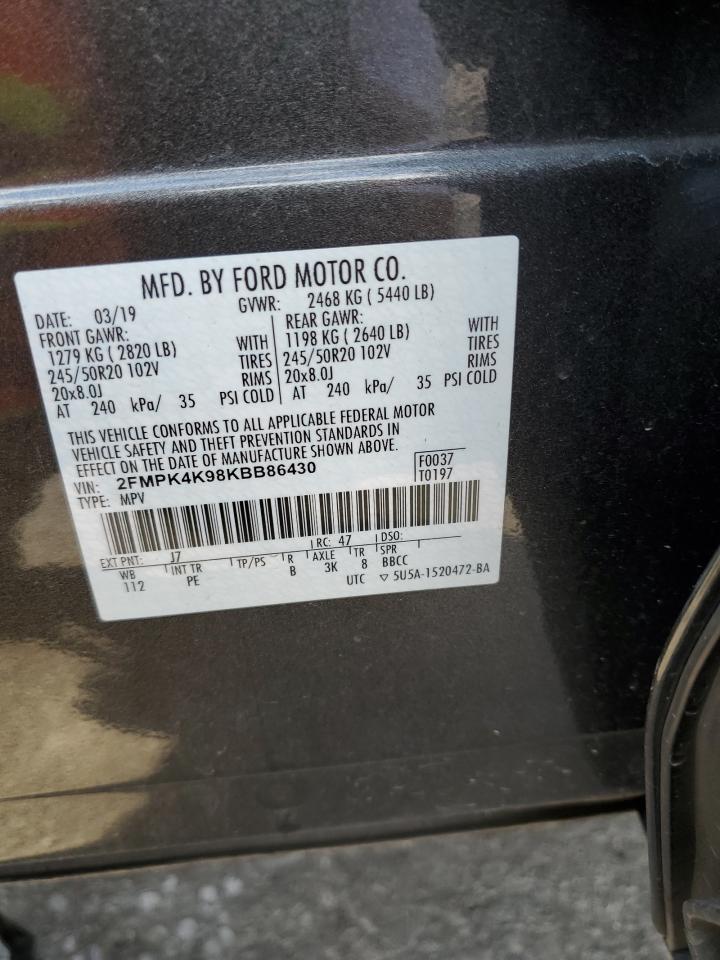 MFD. BY FORD MOTOR CO.
DATE: 03/19 GVWR: 2468 KG ( 5440 LB)
FRONT GAWR: REAR GAWR:
1279 KG ( 2820 LB) WITH 1198 KG ( 2640 LB) WITH
245/50R20 102V TIRES 245/50R20 102V TIRES
20x8.0J RIMS 20x8.0J RIMS
AT 240 kPa/ 35 PSI COLD AT 240 kPa/ 35 PSI COLD
THIS VEHICLE CONFORMS TO ALL APPLICABLE FEDERAL MOTOR
VEHICLE SAFETY AND THEFT PREVENTION STANDARDS IN
EFFECT ON THE DATE OF MANUFACTURE SHOWN ABOVE.
VIN: 2FMPK4K98KBB86430 F0037
TYPE: MPV T0197
EXT PNT: J7 RC: 47 DSO:
WB INT TR TP/PS R AXLE TR SPR
112 PE B 3K 8 BBCC
UTC ▽ 5U5A-1520472-BA